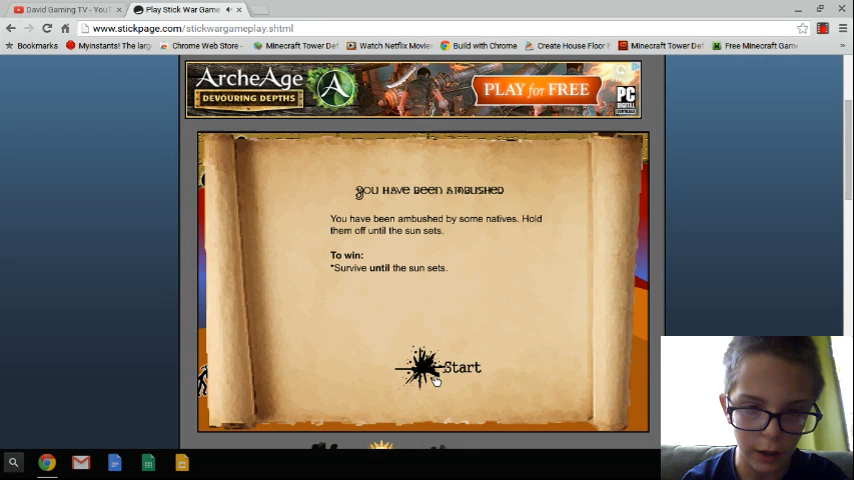 David Gaming TV - YouT
Play Stick War Game
www.stickpage.com/stickwargameplay.shtml
Bookmarks
Myinstants! The larg
Chrome Web Store -
Minecraft Tower Def
Watch Netflix Movie
Build with Chrome
Create House Floor P
Minecraft Tower Def
Free Minecraft Gam
ARCHEAGE
DEVOURING DEPTHS
A
PLAY for FREE
PC
DIGITAL
DOWNLOAD
You have been ambushed
You have been ambushed by some natives. Hold
them off until the sun sets.
To win:
*Survive until the sun sets.
Start